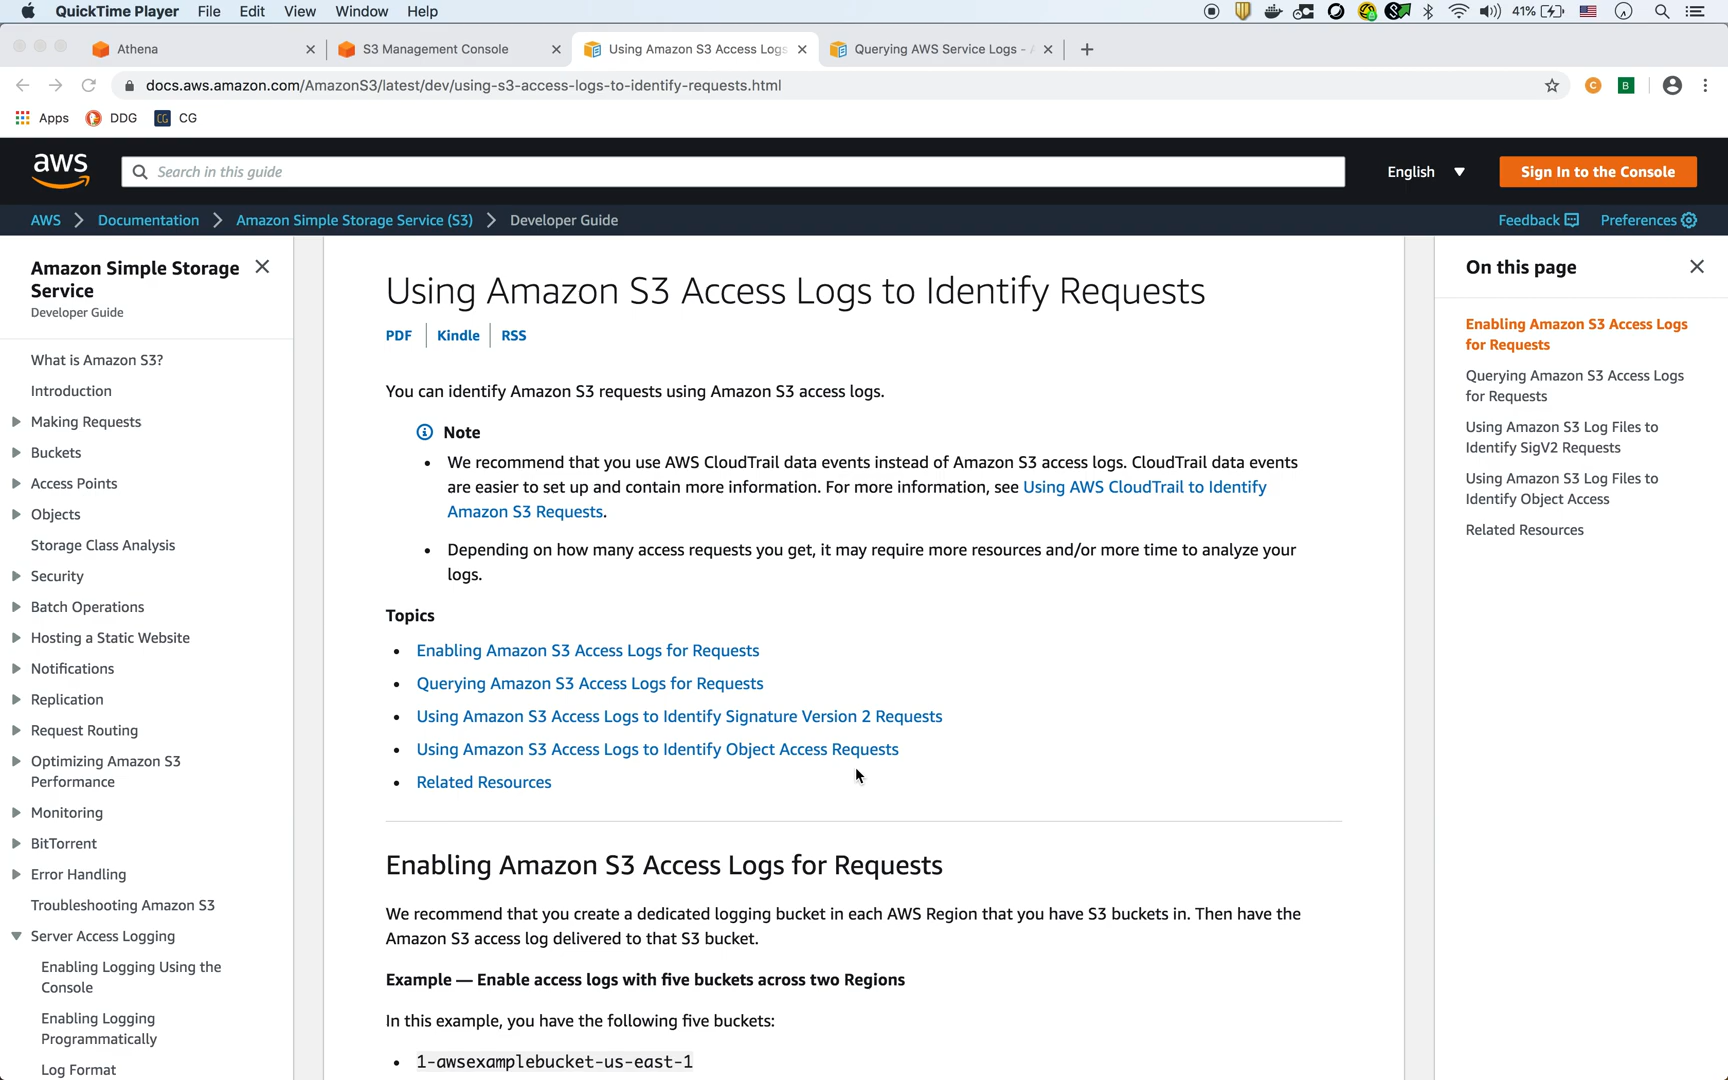 QuickTime Player File Edit View Window Help 41%
Athena
S3 Management Console
Using Amazon S3 Access Logs
Querying AWS Service Logs - A
docs.aws.amazon.com/AmazonS3/latest/dev/using-s3-access-logs-to-identify-requests.html
Apps DDG CG CG
aws
Search in this guide
English
Sign In to the Console
AWS Documentation Amazon Simple Storage Service (S3) Developer Guide
Feedback Preferences
Amazon Simple Storage
Service
Developer Guide
What is Amazon S3?
Introduction
Making Requests
Buckets
Access Points
Objects
Storage Class Analysis
Security
Batch Operations
Hosting a Static Website
Notifications
Replication
Request Routing
Optimizing Amazon S3
Performance
Monitoring
BitTorrent
Error Handling
Troubleshooting Amazon S3
Server Access Logging
Enabling Logging Using the
Console
Enabling Logging
Programmatically
Log Format
Using Amazon S3 Access Logs to Identify Requests
PDF Kindle RSS
You can identify Amazon S3 requests using Amazon S3 access logs.
Note
• We recommend that you use AWS CloudTrail data events instead of Amazon S3 access logs. CloudTrail data events
are easier to set up and contain more information. For more information, see Using AWS CloudTrail to Identify
Amazon S3 Requests.
• Depending on how many access requests you get, it may require more resources and/or more time to analyze your
logs.
Topics
• Enabling Amazon S3 Access Logs for Requests
• Querying Amazon S3 Access Logs for Requests
• Using Amazon S3 Access Logs to Identify Signature Version 2 Requests
• Using Amazon S3 Access Logs to Identify Object Access Requests
• Related Resources
Enabling Amazon S3 Access Logs for Requests
We recommend that you create a dedicated logging bucket in each AWS Region that you have S3 buckets in. Then have the
Amazon S3 access log delivered to that S3 bucket.
Example — Enable access logs with five buckets across two Regions
In this example, you have the following five buckets:
• 1-awsexamplebucket-us-east-1
On this page
Enabling Amazon S3 Access Logs
for Requests
Querying Amazon S3 Access Logs
for Requests
Using Amazon S3 Log Files to
Identify SigV2 Requests
Using Amazon S3 Log Files to
Identify Object Access
Related Resources